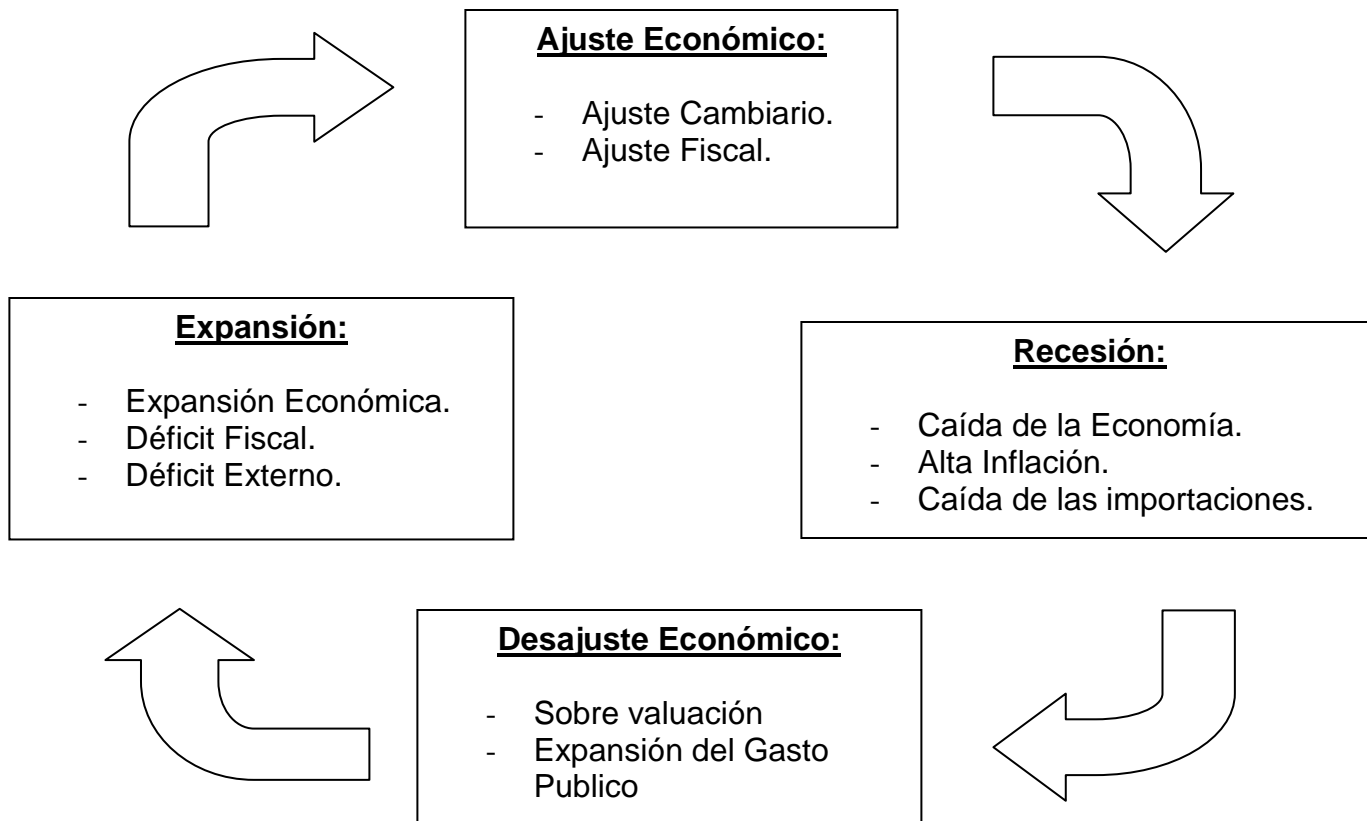 Ajuste Económico:
- Ajuste Cambiario.
- Ajuste Fiscal.
Expansión:
- Expansión Económica.
- Déficit Fiscal.
- Déficit Externo.
Recesión:
- Caída de la Economía.
- Alta Inflación.
- Caída de las importaciones.
Desajuste Económico:
- Sobre valuación
- Expansión del Gasto
Publico